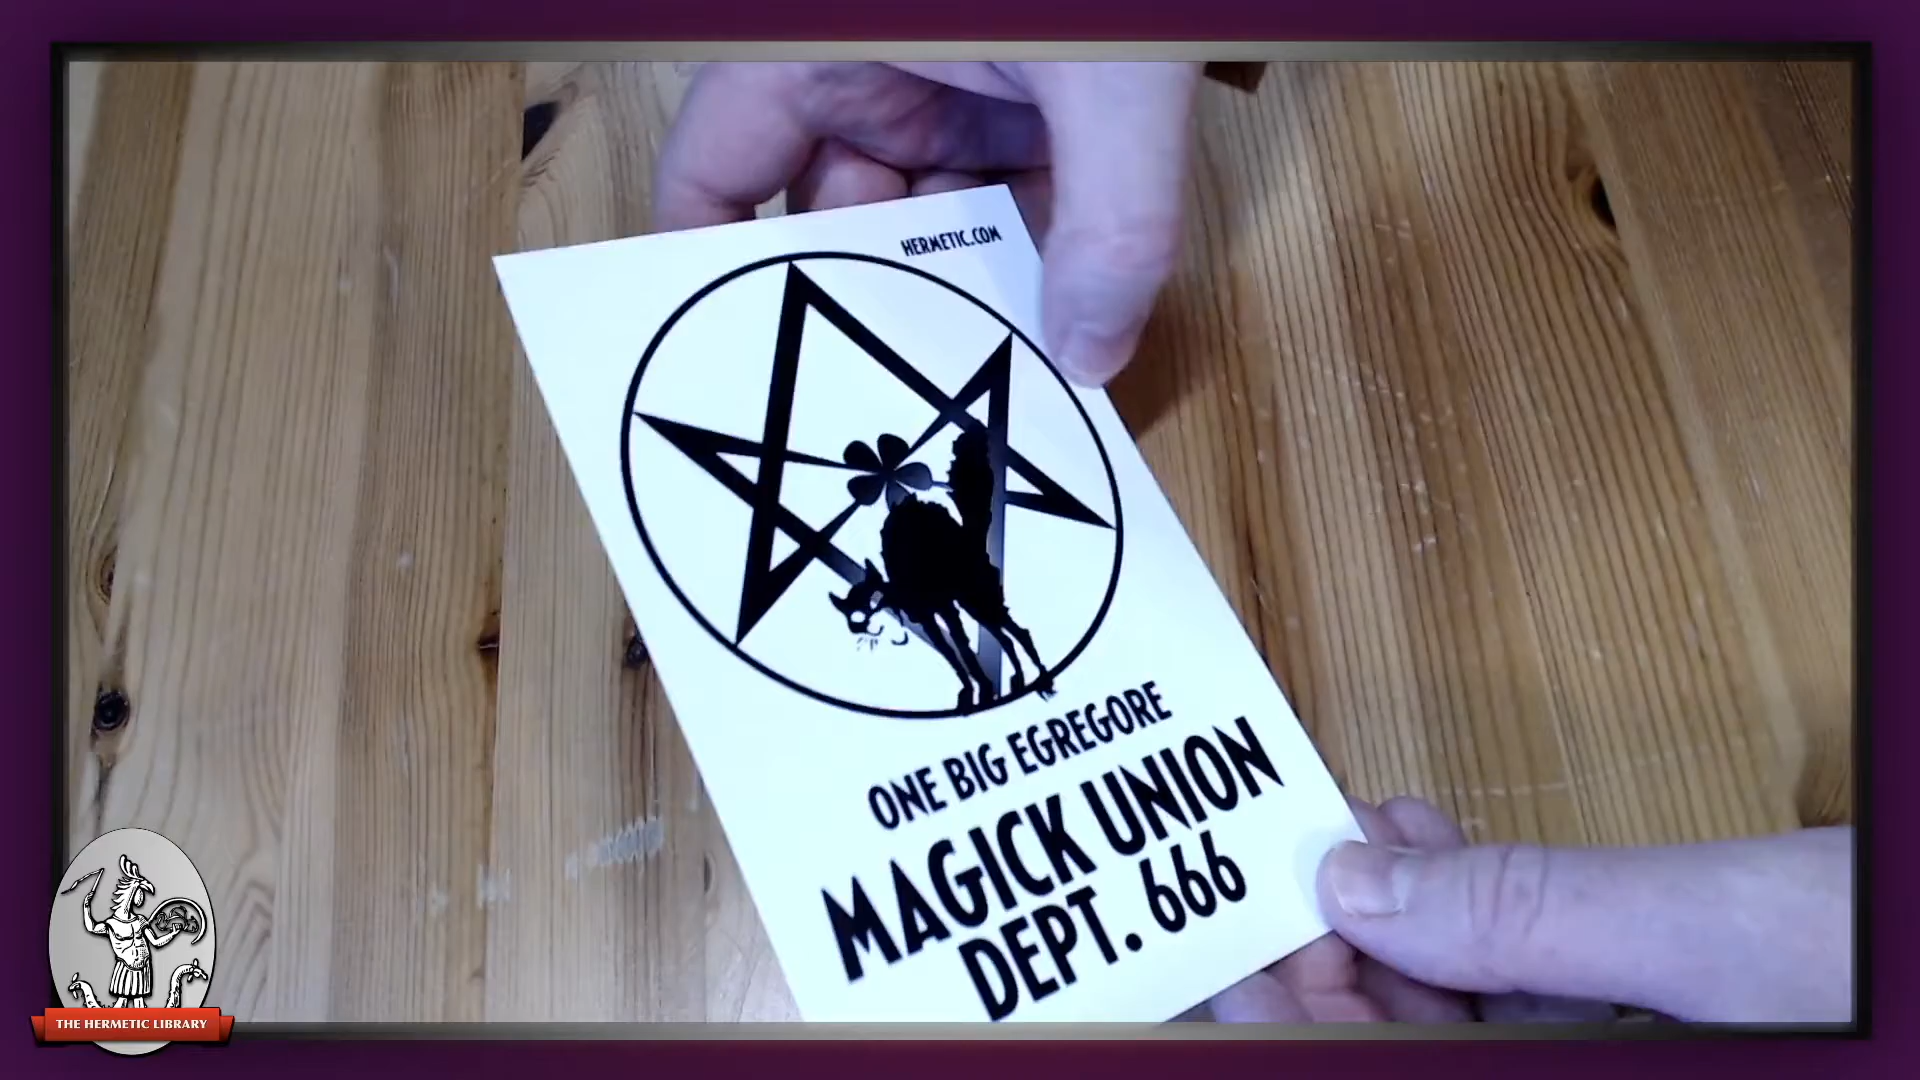 HERMETIC.COM
ONE BIG EGREGORE
MAGICK UNION
DEPT. 666
THE HERMETIC LIBRARY